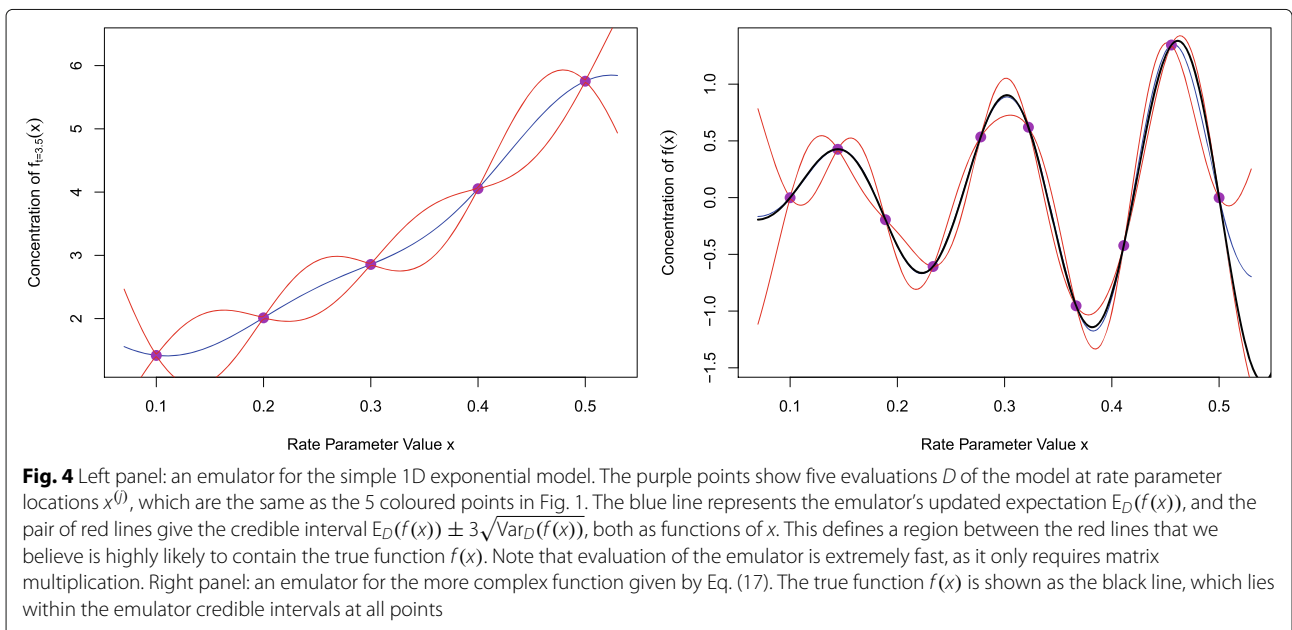 Concentration of f_{t=3.5}(x)
6
5
4
3
2
0.1 0.2 0.3 0.4 0.5
Rate Parameter Value x
Concentration of f(x)
1.0
0.5
0.0
−0.5
−1.0
−1.5
0.1 0.2 0.3 0.4 0.5
Rate Parameter Value x
Fig. 4 Left panel: an emulator for the simple 1D exponential model. The purple points show five evaluations D of the model at rate parameter
locations x^{(j)}, which are the same as the 5 coloured points in Fig. 1. The blue line represents the emulator's updated expectation E_D(f(x)), and the
pair of red lines give the credible interval E_D(f(x)) ± 3√Var_D(f(x)), both as functions of x. This defines a region between the red lines that we
believe is highly likely to contain the true function f(x). Note that evaluation of the emulator is extremely fast, as it only requires matrix
multiplication. Right panel: an emulator for the more complex function given by Eq. (17). The true function f(x) is shown as the black line, which lies
within the emulator credible intervals at all points